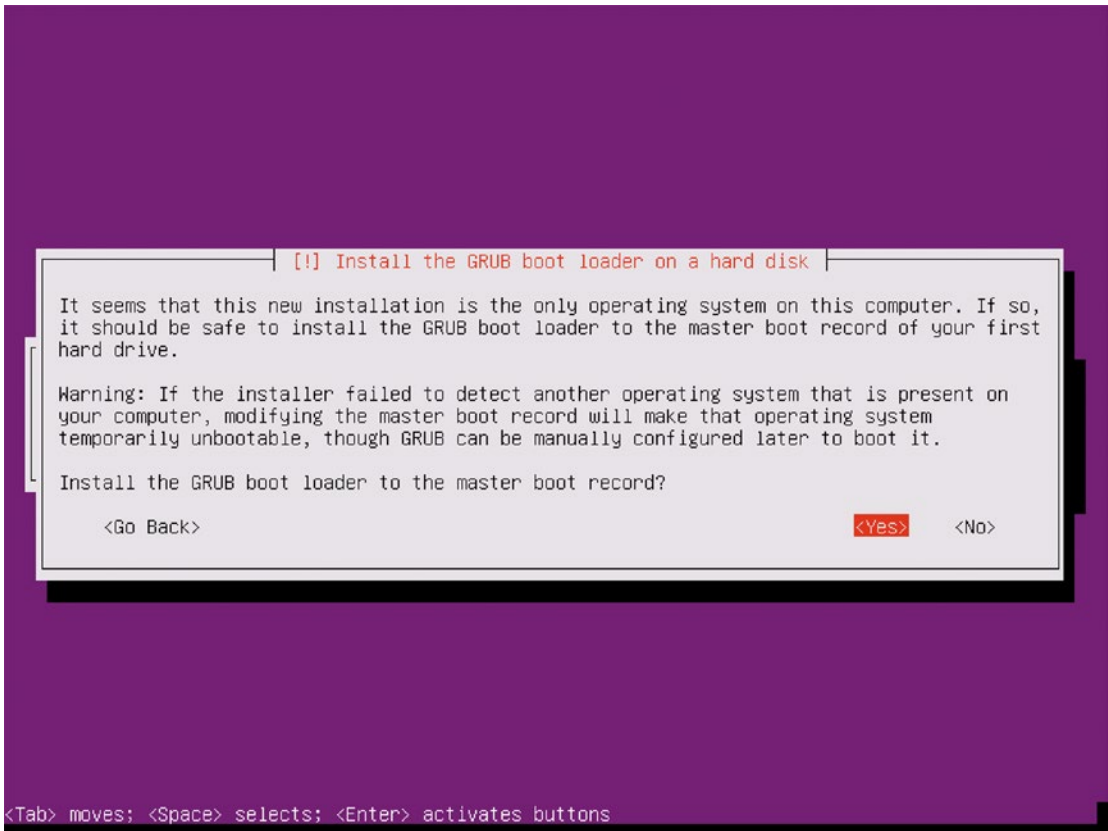 [!] Install the GRUB boot loader on a hard disk
It seems that this new installation is the only operating system on this computer. If so,
it should be safe to install the GRUB boot loader to the master boot record of your first
hard drive.
Warning: If the installer failed to detect another operating system that is present on
your computer, modifying the master boot record will make that operating system
temporarily unbootable, though GRUB can be manually configured later to boot it.
Install the GRUB boot loader to the master boot record?
<Go Back> <Yes> <No>
<Tab> moves; <Space> selects; <Enter> activates buttons